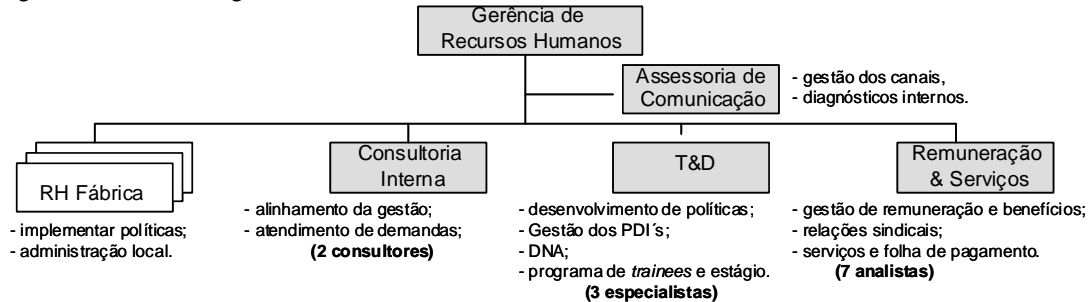 Gerência de
Recursos Humanos
Assessoria de
Comunicação
- gestão dos canais,
- diagnósticos internos.
RH Fábrica
- implementar políticas;
- administração local.
Consultoria
Interna
- alinhamento da gestão;
- atendimento de demandas;
(2 consultores)
T&D
- desenvolvimento de políticas;
- Gestão dos PDI´s;
- DNA;
- programa de trainees e estágio.
(3 especialistas)
Remuneração
& Serviços
- gestão de remuneração e benefícios;
- relações sindicais;
- serviços e folha de pagamento.
(7 analistas)